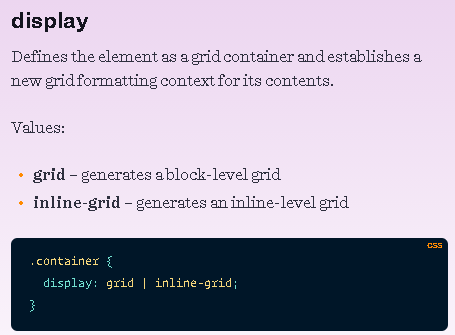 display
Defines the element as a grid container and establishes a
new grid formatting context for its contents.
Values:
• grid – generates a block-level grid
• inline-grid – generates an inline-level grid
CSS
.container {
  display: grid | inline-grid;
}